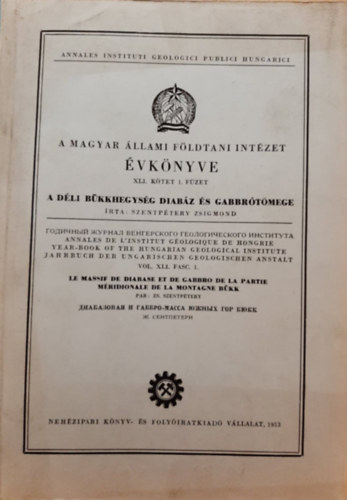 ANNALES INSTITUTI GEOLOGICI PUBLICI HUNGARICI
A MAGYAR ÁLLAMI FÖLDTANI INTÉZET
ÉVKÖNYVE
XLI. KÖTET 1. FÜZET
A DÉLI BÜKKHEGYSÉG DIABÁZ ÉS GABBRÓTÖMEGE
ÍRTA: SZENTPÉTERY ZSIGMOND
ГОДИЧНЫЙ ЖУРНАЛ ВЕНГЕРСКОГО ГЕОЛОГИЧЕСКОГО ИНСТИТУТА
ANNALES DE L'INSTITUT GÉOLOGIQUE DE HONGRIE
YEAR-BOOK OF THE HUNGARIAN GEOLOGICAL INSTITUTE
JAHRBUCH DER UNGARISCHEN GEOLOGISCHEN ANSTALT
VOL. XLI. FASC. 1.
LE MASSIF DE DIABASE ET DE GABBRO DE LA PARTIE
MÉRIDIONALE DE LA MONTAGNE BÜKK
PAR: ZS. SZENTPÉTERY
ДИАБАЗОВАЯ И ГАББРО-МАССА ЮЖНЫХ ГОР БЮКК
Ж. СЕНТПЕТЕРИ
NEHÉZIPARI KÖNYV- ÉS FOLYÓIRATKIADÓ VÁLLALAT, 1953